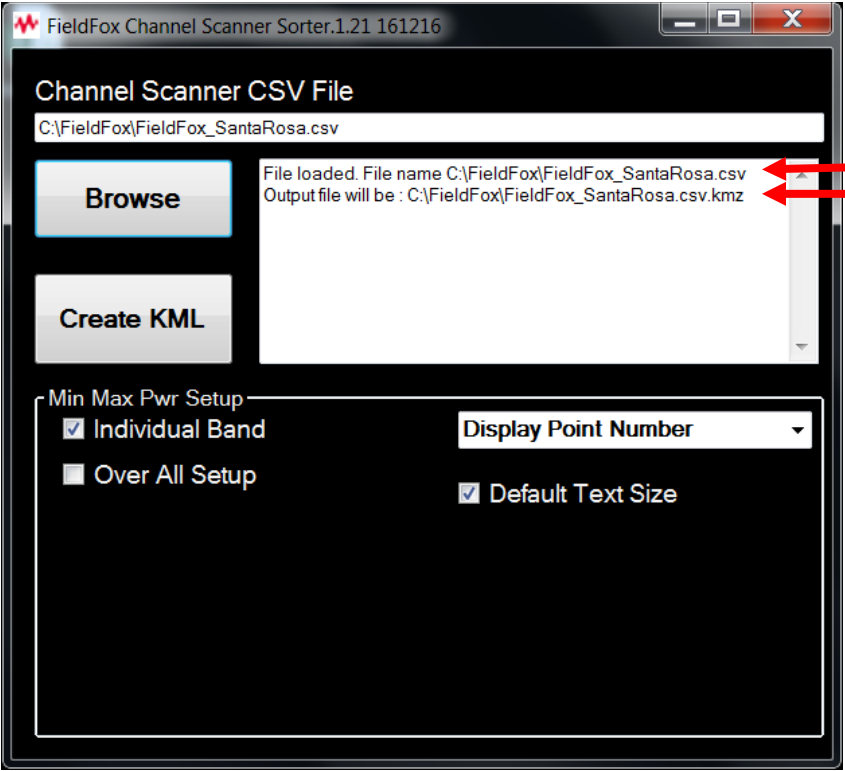 FieldFox Channel Scanner Sorter.1.21 161216
Channel Scanner CSV File
C:\FieldFox\FieldFox_SantaRosa.csv
Browse
File loaded. File name C:\FieldFox\FieldFox_SantaRosa.csv
Output file will be : C:\FieldFox\FieldFox_SantaRosa.csv.kmz
Create KML
Min Max Pwr Setup
Individual Band
Display Point Number
Over All Setup
Default Text Size